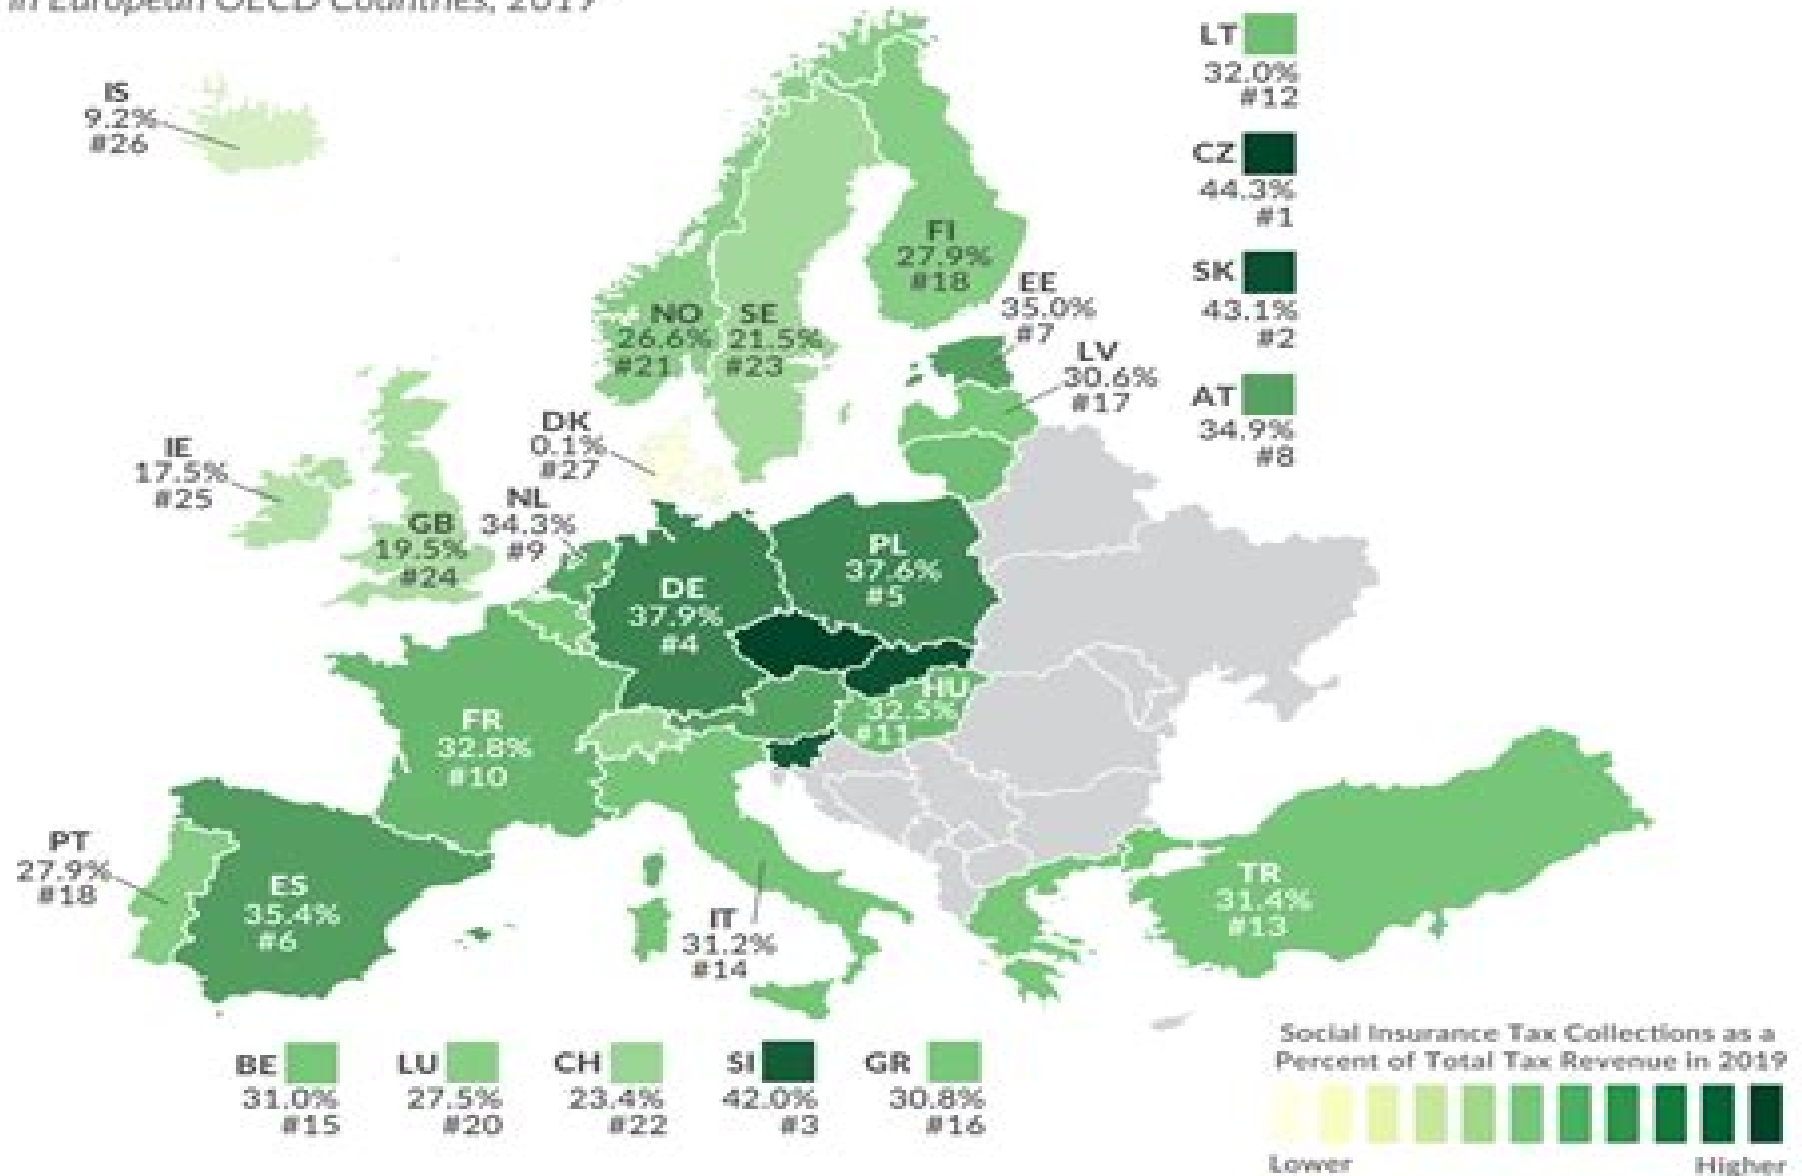 in European OECD Countries, 2019
IS
9.2%
#26
LT
32.0%
#12
CZ
44.3%
#1
SK
43.1%
#2
AT
34.9%
#8
FI
27.9%
#18
NO
26.6%
#21
SE
21.5%
#23
EE
35.0%
#7
LV
30.6%
#17
DK
0.1%
#27
IE
17.5%
#25
GB
19.5%
#24
NL
34.3%
#9
DE
37.9%
#4
PL
37.6%
#5
HU
32.5%
#11
FR
32.8%
#10
PT
27.9%
#18
ES
35.4%
#6
IT
31.2%
#14
TR
31.4%
#13
BE
31.0%
#15
LU
27.5%
#20
CH
23.4%
#22
SI
42.0%
#3
GR
30.8%
#16
Social Insurance Tax Collections as a
Percent of Total Tax Revenue in 2019
Lower
Higher